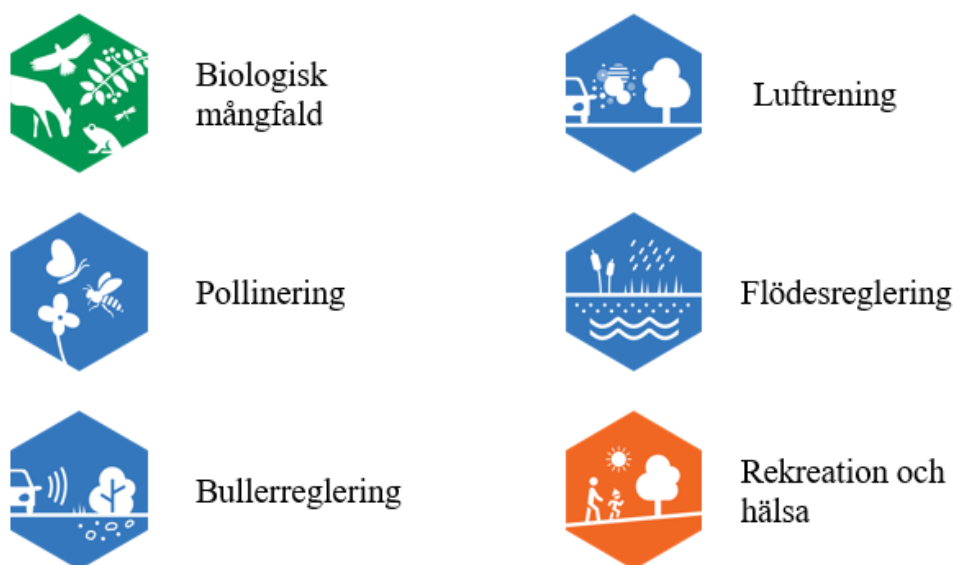 Biologisk
mångfald
Luftrening
Pollinering
Flödesreglering
Bullerreglering
Rekreation och
hälsa